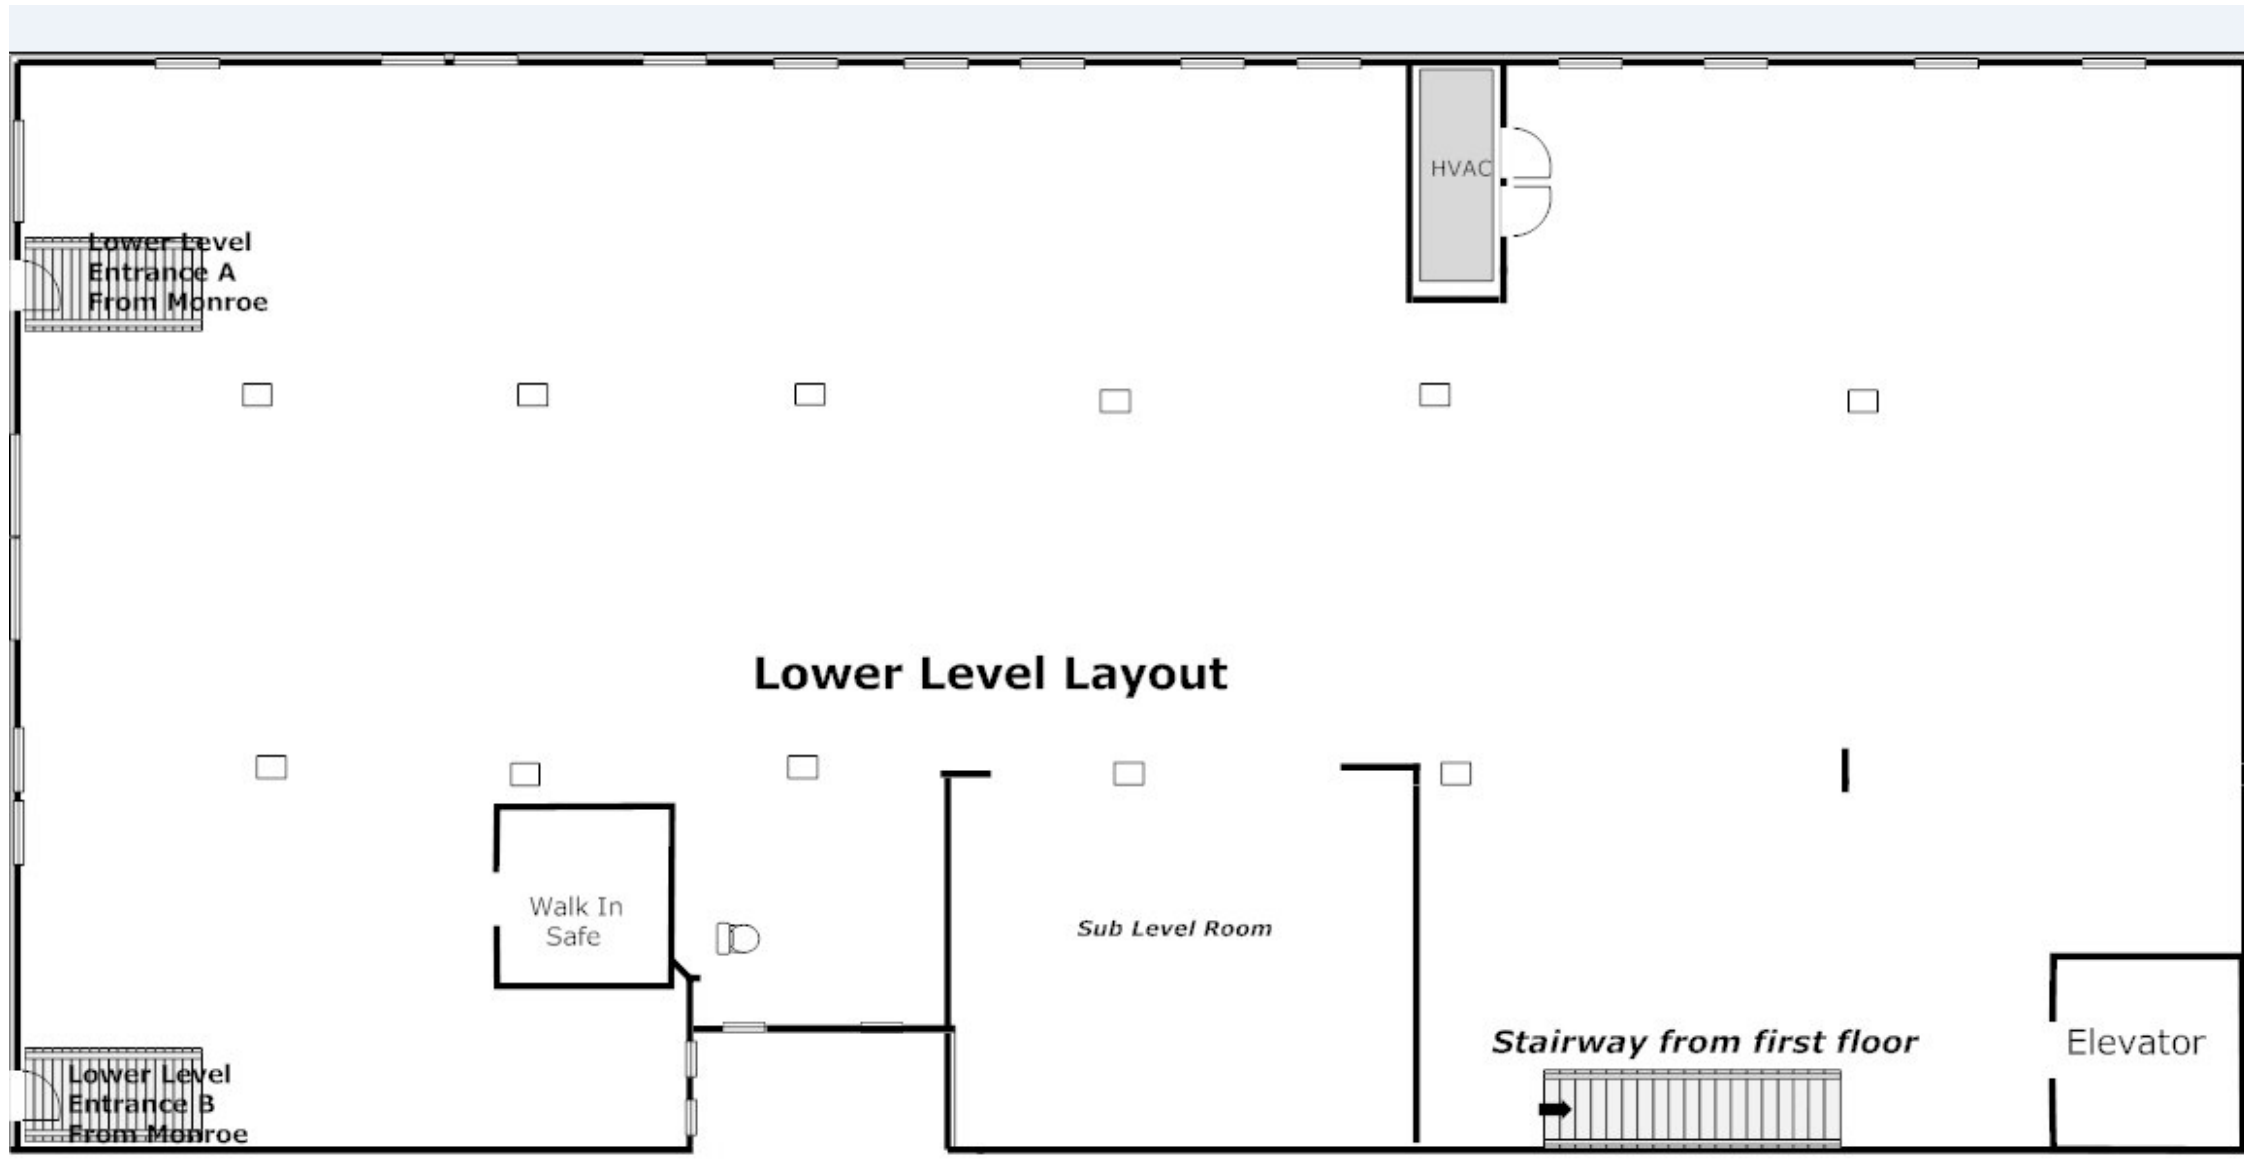 HVAC
Lower Level
Entrance A
From Monroe
Lower Level Layout
Walk In
Safe
Sub Level Room
Stairway from first floor
Elevator
Lower Level
Entrance B
From Monroe